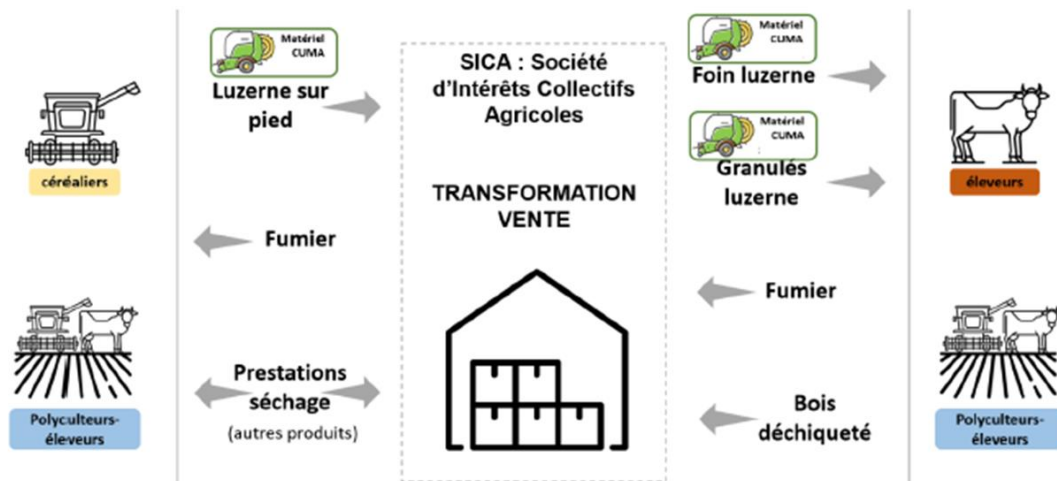 Matériel
CUMA
Luzerne sur
pied
céréaliers
Fumier
Prestations
séchage
(autres produits)
Polyculteurs-
éleveurs
SICA : Société
d'Intérêts Collectifs
Agricoles
TRANSFORMATION
VENTE
Matériel
CUMA
Foin luzerne
Matériel
CUMA
Granulés
luzerne
éleveurs
Fumier
Bois
déchiqueté
Polyculteurs-
éleveurs